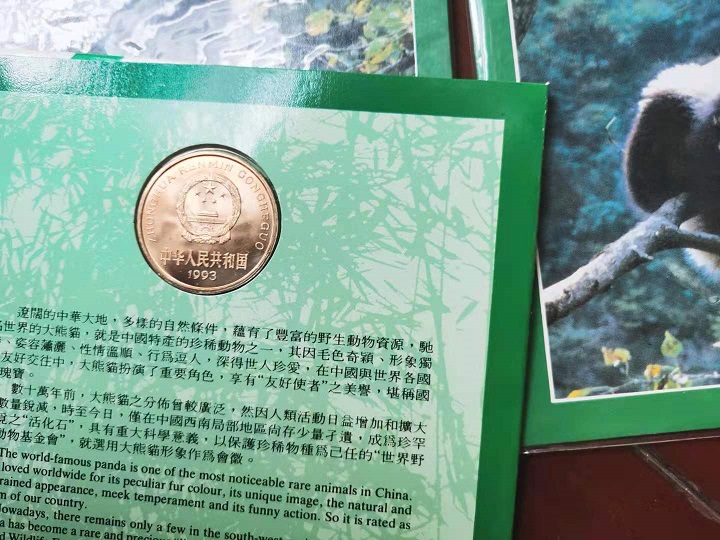 ZHONGHUA RENMIN GONGHEGUO
中华人民共和国
1993
遼闊的中華大地，多樣的自然條件，蘊有了豐富的野生動物資源，馳
名世界的大熊貓，就是中國特產的珍稀動物之一，其因毛色奇穎、形象獨
、姿容瀟灑、性情溫順、行爲逗人，深得世人珍愛，在中國與世界各國
友好交往中，大熊貓扮演了重要角色，享有“友好使者”之美譽，堪稱國
瑰寶。
數十萬年前，大熊貓之分佈曾較廣泛，然因人類活動日益增加和擴大
數量銳減，時至今日，僅在中國西南局部地區尚存少量孑遺，成爲珍罕
之“活化石”，具有重大科學意義，以保護珍稀物種爲己任的“世界野
動物基金會”，就選用大熊貓形象作爲會徽。
The world-famous panda is one of the most noticeable rare animals in China.
loved worldwide for its peculiar fur colour, its unique image, the natural and
rained appearance, meek temperament and its funny action. So it is rated as
m of our country.
Nowadays, there remains only a few in the south-west
a has become a rare and precious